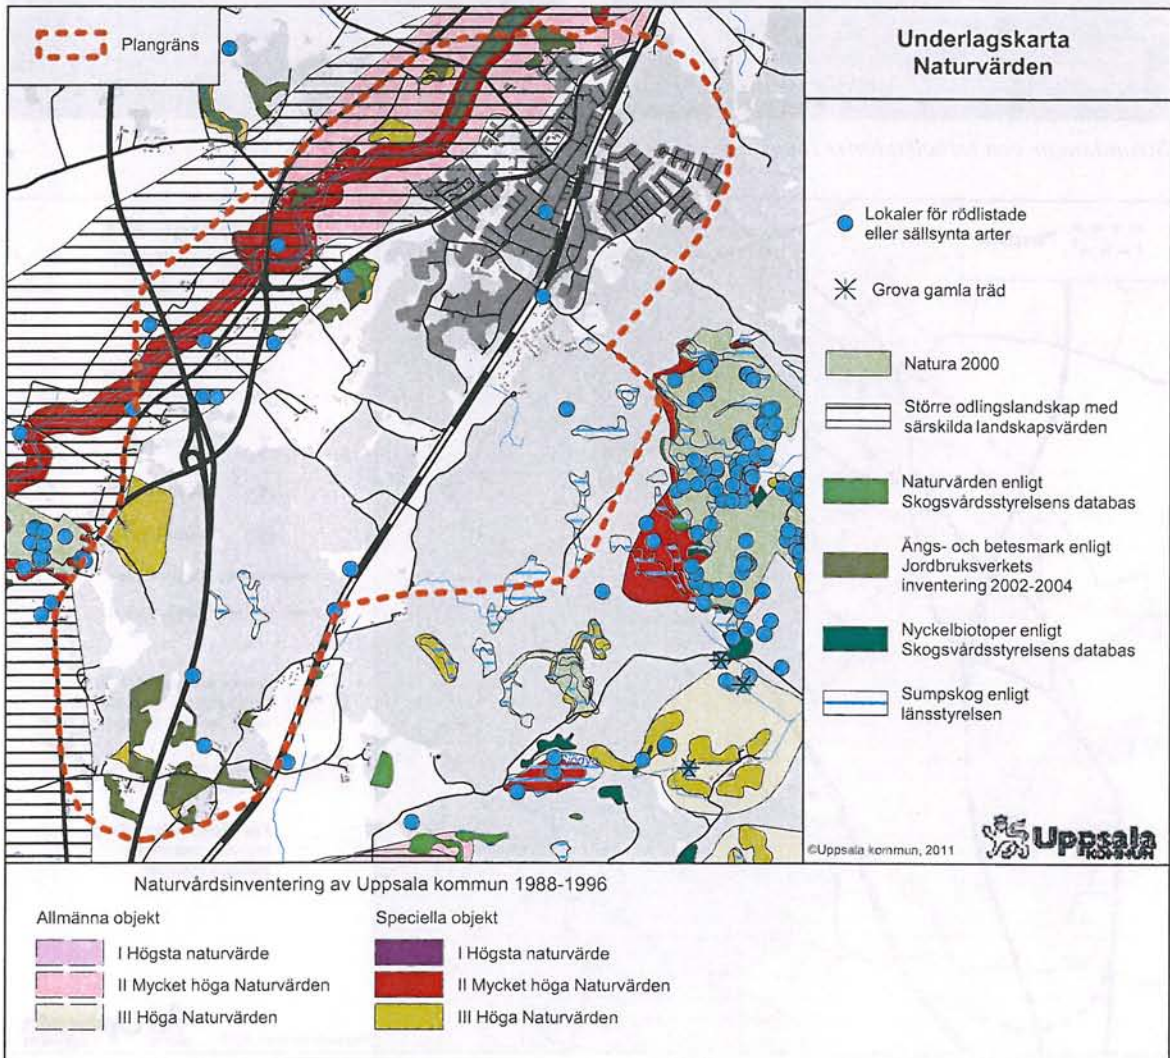 Plangräns
Underlagskarta
Naturvärden
Lokaler för rödlistade
eller sällsynta arter
Grova gamla träd
Natura 2000
Större odlingslandskap med
särskilda landskapsvärden
Naturvärden enligt
Skogsvårdsstyrelsens databas
Ängs- och betesmark enligt
Jordbruksverkets
inventering 2002-2004
Nyckelbiotoper enligt
Skogsvårdsstyrelsens databas
Sumpskog enligt
länsstyrelsen
©Uppsala kommun, 2011
Uppsala
KOMMUN
Naturvårdsinventering av Uppsala kommun 1988-1996
Allmänna objekt
I Högsta naturvärde
II Mycket höga Naturvärden
III Höga Naturvärden
Speciella objekt
I Högsta naturvärde
II Mycket höga Naturvärden
III Höga Naturvärden